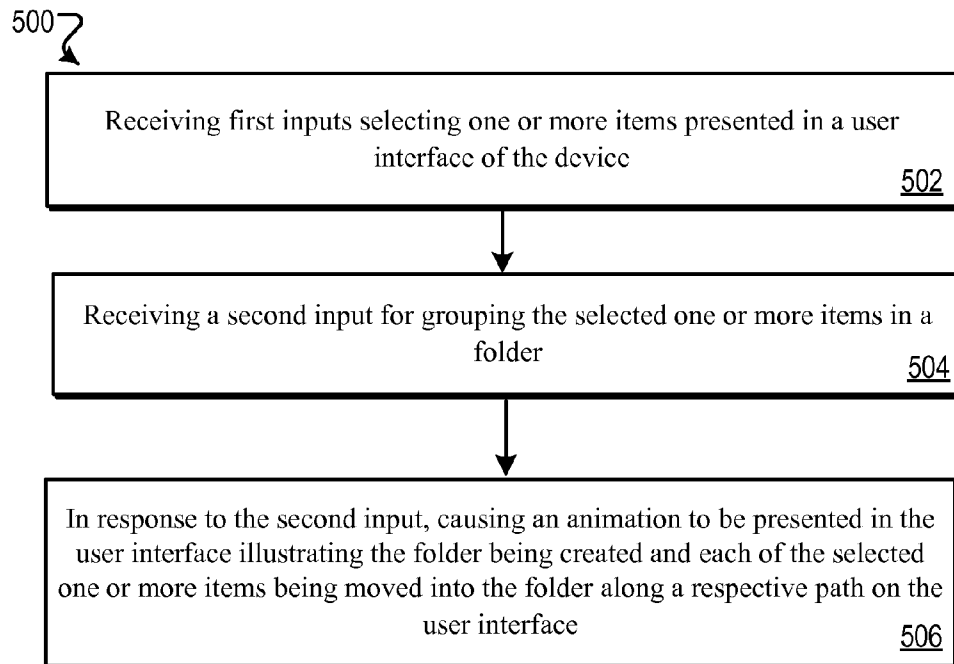 500
Receiving first inputs selecting one or more items presented in a user
interface of the device
502
Receiving a second input for grouping the selected one or more items in a
folder
504
In response to the second input, causing an animation to be presented in the
user interface illustrating the folder being created and each of the selected
one or more items being moved into the folder along a respective path on the
user interface
506